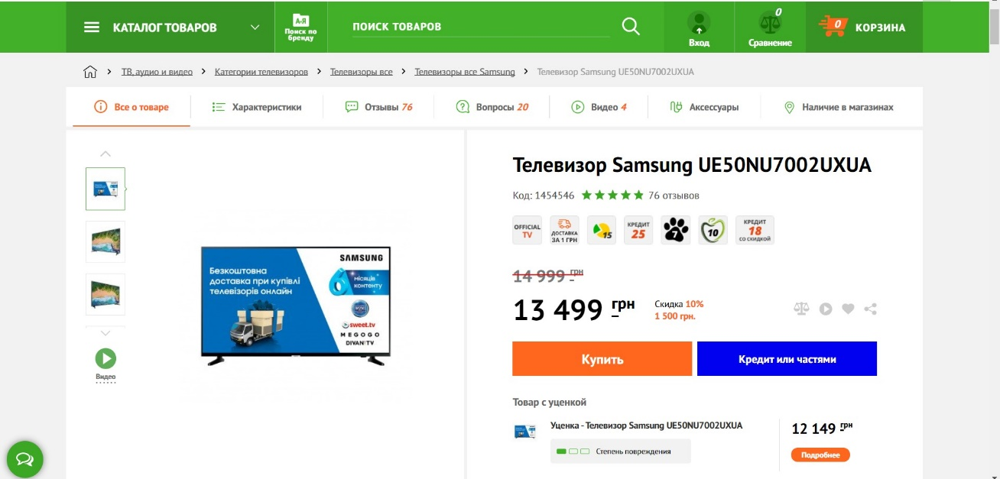 КАТАЛОГ ТОВАРОВ
А-Я
Поиск по
бренду
ПОИСК ТОВАРОВ
Вход
0
Сравнение
0
КОРЗИНА
ТВ, аудио и видео
Категории телевизоров
Телевизоры все
Телевизоры все Samsung
Телевизор Samsung UE50NU7002UXUA
Все о товаре
Характеристики
Отзывы 76
Вопросы 20
Видео 4
Аксессуары
Наличие в магазинах
Телевизор Samsung UE50NU7002UXUA
Код: 1454546
76 отзывов
OFFICIAL
TV
ДОСТАВКА
ЗА 1 ГРН
15
КРЕДИТ
25
7
10
КРЕДИТ
18
СО СКИДКОЙ
14 999 грн
13 499 грн
Скидка 10%
1 500 грн.
Купить
Кредит или частями
Товар с уценкой
Уценка - Телевизор Samsung UE50NU7002UXUA
Степень повреждения
12 149 грн
Подробнее
SAMSUNG
Безкоштовна
доставка при купівлі
телевізорів онлайн
6 місяців
контенту
sweet.tv
MEGOGO
DIVAN.TV
Видео